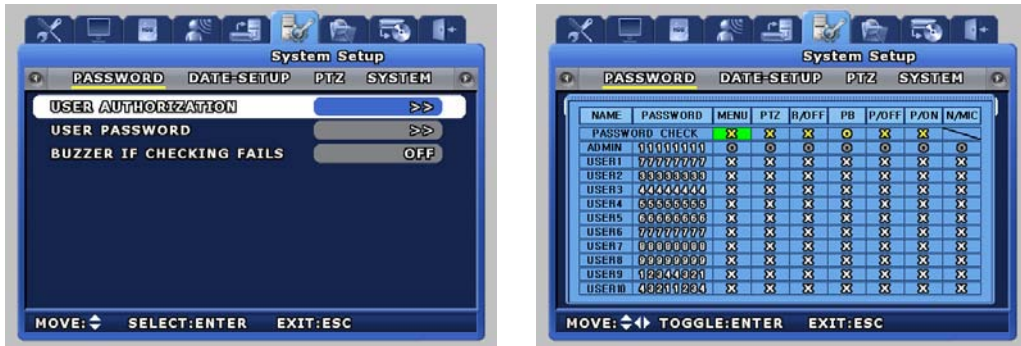 System Setup
PASSWORD DATE-SETUP PTZ SYSTEM
USER AUTHORIZATION >>
USER PASSWORD >>
BUZZER IF CHECKING FAILS OFF
MOVE: SELECT:ENTER EXIT:ESC
System Setup
PASSWORD DATE-SETUP PTZ SYSTEM
NAME PASSWORD MENU PTZ R/OFF PB P/OFF P/ON N/MIC
PASSWORD CHECK X X X O X X
ADMIN 11111111 O O O O O O O
USER1 77777777 X X X X X X X
USER2 33333333 X X X X X X X
USER3 44444444 X X X X X X X
USER4 55555555 X X X X X X X
USER5 66666666 X X X X X X X
USER6 77777777 X X X X X X X
USER7 X X X X X X X
USER8 99999999 X X X X X X X
USER9 12344321 X X X X X X X
USER10 43211234 X X X X X X X
MOVE: TOGGLE:ENTER EXIT:ESC